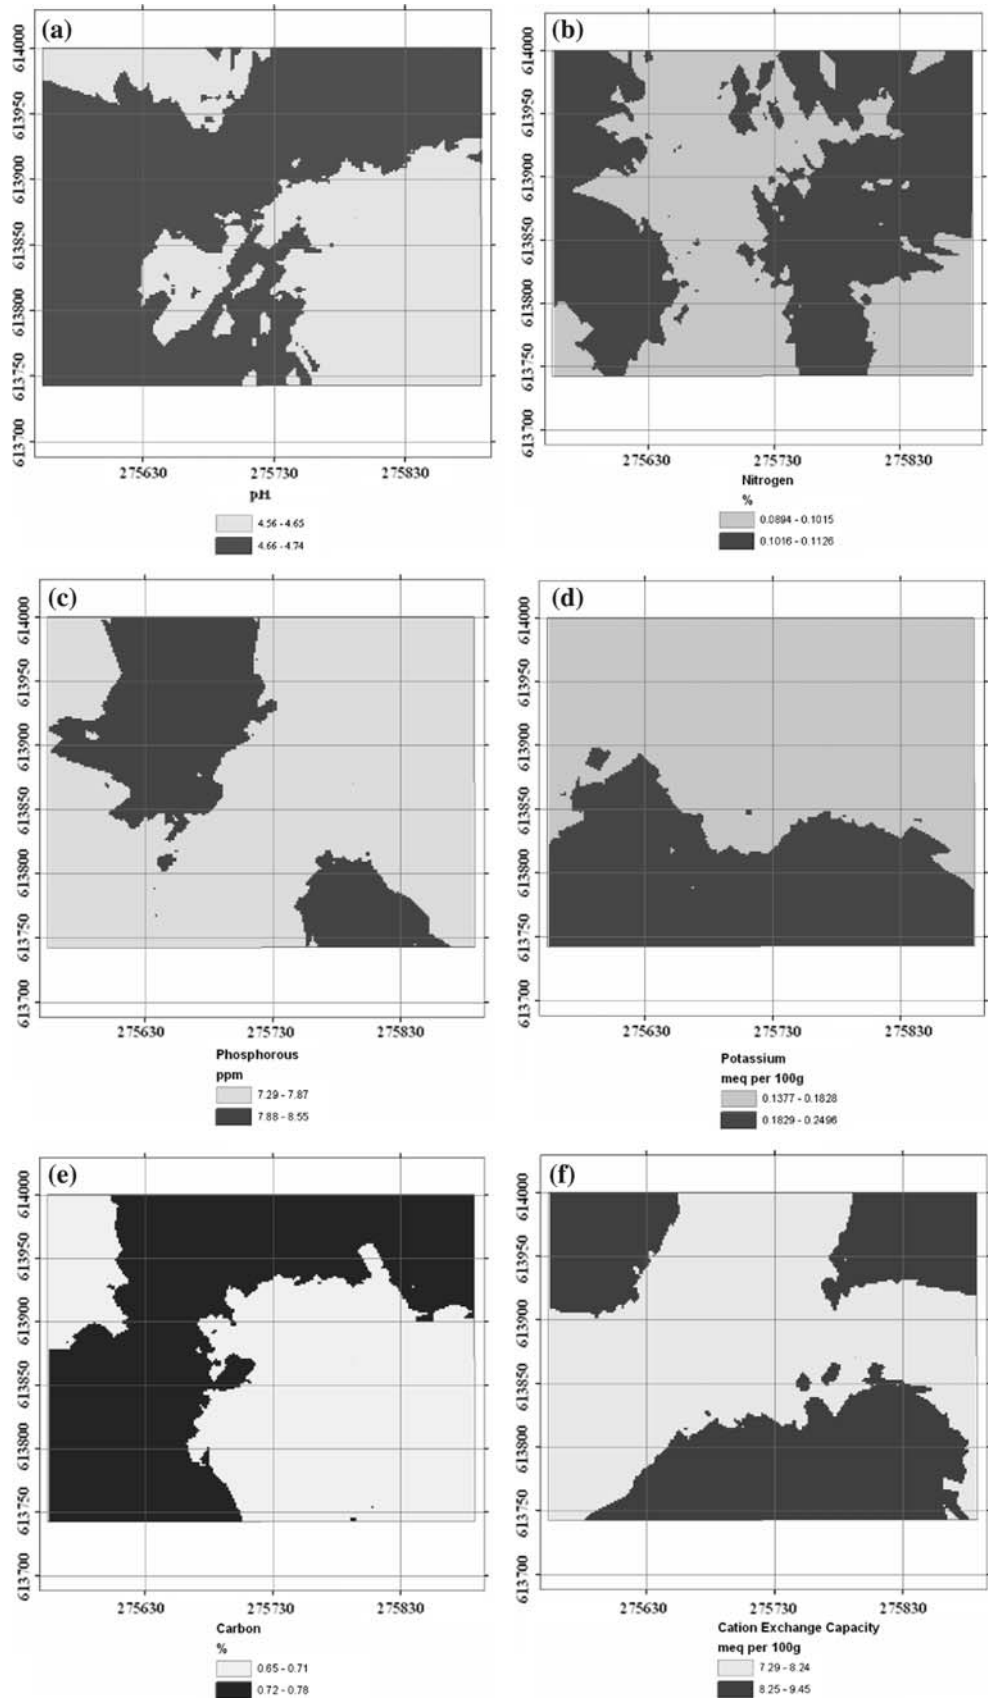 (a)
614000
613950
613900
613850
613800
613750
613700
275630 275730 275830
pH
4.56 - 4.65
4.66 - 4.74
(b)
614000
613950
613900
613850
613800
613750
613700
275630 275730 275830
Nitrogen
%
0.0894 - 0.1015
0.1016 - 0.1126
(c)
614000
613950
613900
613850
613800
613750
613700
275630 275730 275830
Phosphorous
ppm
7.29 - 7.87
7.88 - 8.55
(d)
614000
613950
613900
613850
613800
613750
613700
275630 275730 275830
Potassium
meq per 100g
0.1377 - 0.1828
0.1829 - 0.2496
(e)
614000
613950
613900
613850
613800
613750
613700
275630 275730 275830
Carbon
%
0.65 - 0.71
0.72 - 0.78
(f)
614000
613950
613900
613850
613800
613750
613700
275630 275730 275830
Cation Exchange Capacity
meq per 100g
7.29 - 8.24
8.25 - 9.45